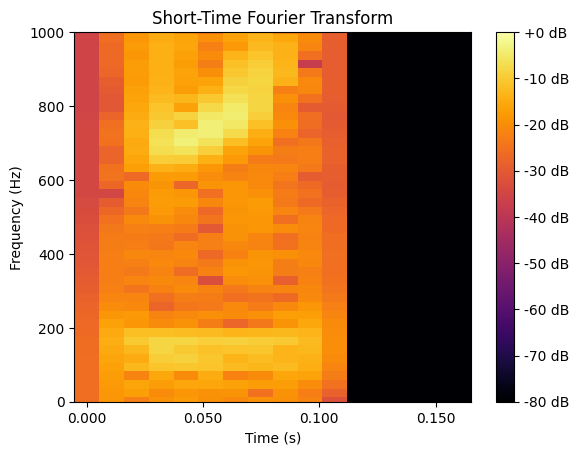 Short-Time Fourier Transform
1000
800
600
400
200
0
Frequency (Hz)
0.000
0.050
0.100
0.150
Time (s)
+0 dB
-10 dB
-20 dB
-30 dB
-40 dB
-50 dB
-60 dB
-70 dB
-80 dB